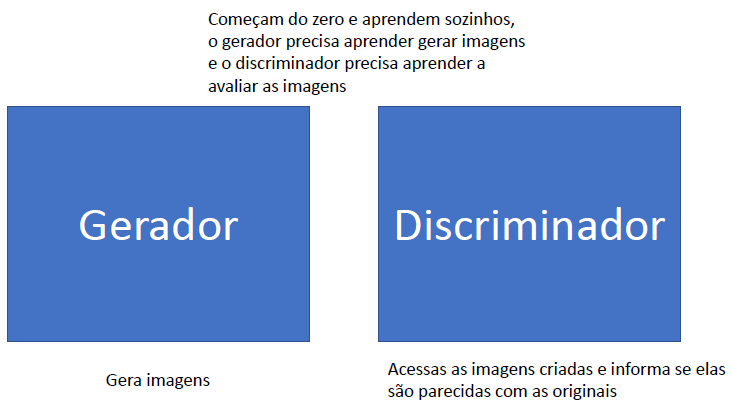 Começam do zero e aprendem sozinhos,
o gerador precisa aprender gerar imagens
e o discriminador precisa aprender a
avaliar as imagens
Gerador
Discriminador
Gera imagens
Acessas as imagens criadas e informa se elas
são parecidas com as originais